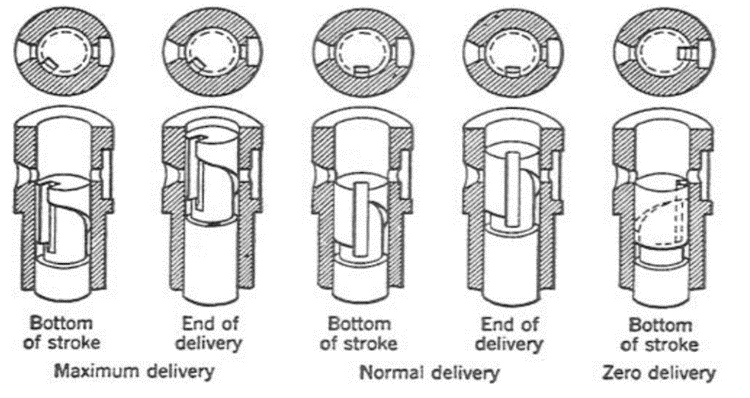 Bottom
of stroke
End of
delivery
Bottom
of stroke
End of
delivery
Bottom
of stroke
Maximum delivery
Normal delivery
Zero delivery